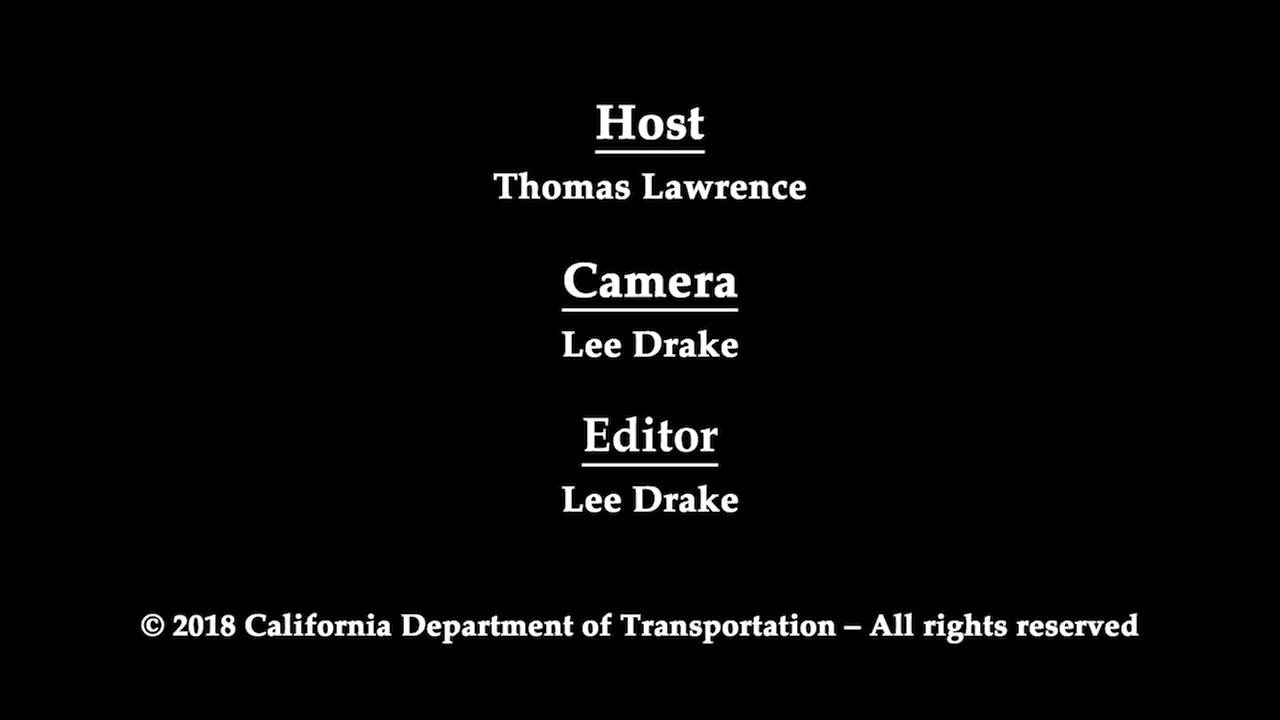 Host
Thomas Lawrence
Camera
Lee Drake
Editor
Lee Drake
© 2018 California Department of Transportation – All rights reserved